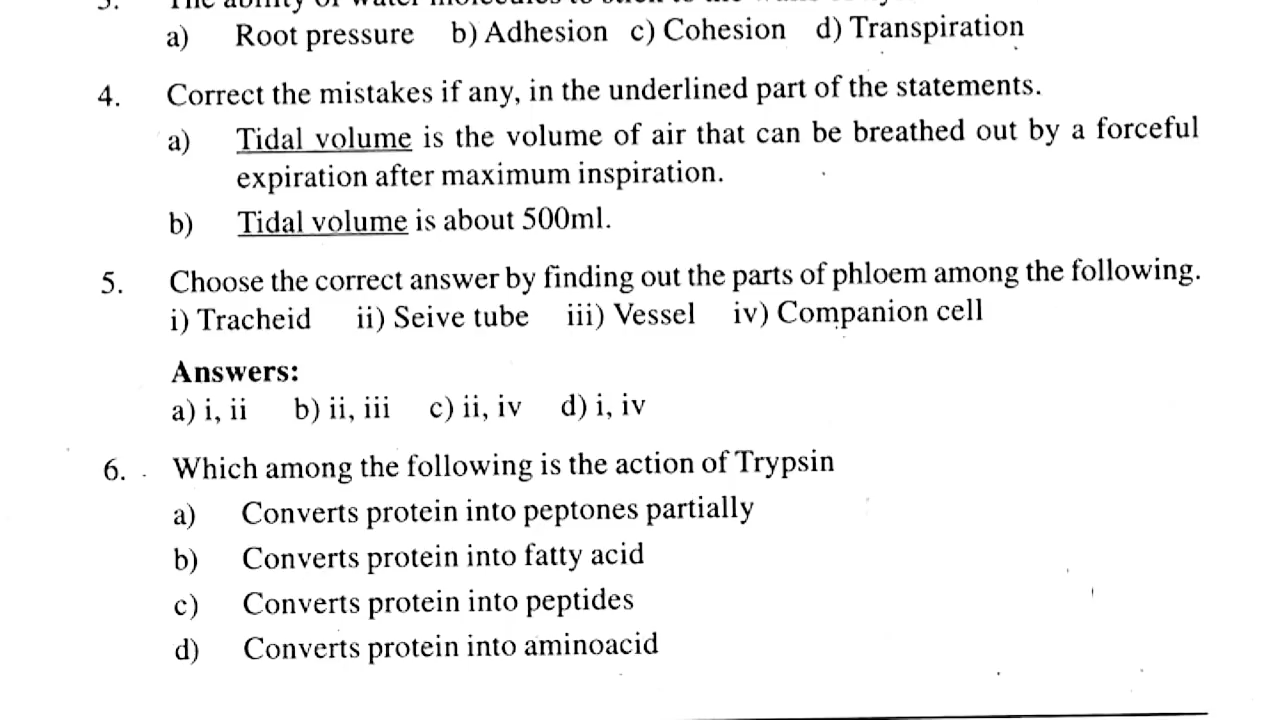 a) Root pressure b) Adhesion c) Cohesion d) Transpiration
4. Correct the mistakes if any, in the underlined part of the statements.
a) Tidal volume is the volume of air that can be breathed out by a forceful
expiration after maximum inspiration.
b) Tidal volume is about 500ml.
5. Choose the correct answer by finding out the parts of phloem among the following.
i) Tracheid ii) Seive tube iii) Vessel iv) Companion cell
Answers:
a) i, ii b) ii, iii c) ii, iv d) i, iv
6. Which among the following is the action of Trypsin
a) Converts protein into peptones partially
b) Converts protein into fatty acid
c) Converts protein into peptides
d) Converts protein into aminoacid